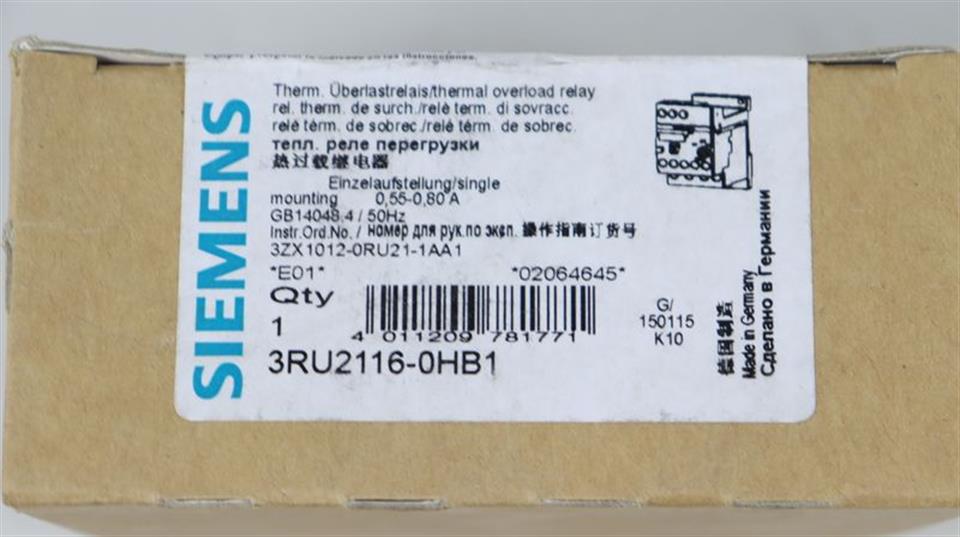 SIEMENS
Therm. Überlastrelais/thermal overload relay
rel. therm. de surch./relè term. di sovracc.
relè térm. de sobrec./relé térm. de sobrec.
тепл. реле перегрузки
热过载继电器
Einzelaufstellung/single
mounting 0,55-0,80 A
GB14048.4 / 50Hz
Instr.Ord.No. / номер для рук.по эксп. 操作指南订货号
3ZX1012-0RU21-1AA1
*E01* *02064645*
Qty
1
4 011209 781771
G/
150115
K10
3RU2116-0HB1
德国制造
Made in Germany
Сделано в Германии